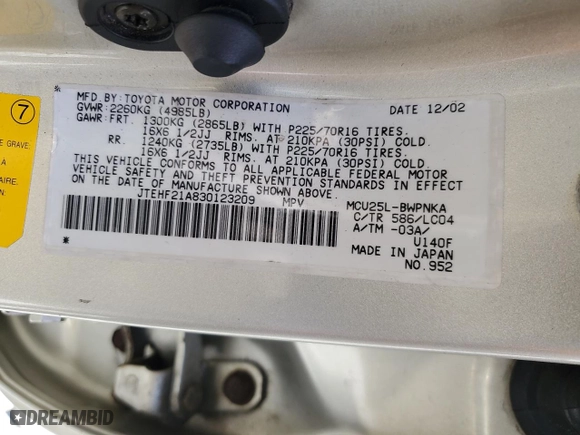 MFD.BY:TOYOTA MOTOR CORPORATION DATE 12/02
GVWR:2260KG (4985LB)
GAWR:FRT. 1300KG (2865LB) WITH P225/70R16 TIRES.
16X6 1/2JJ RIMS. AT 210KPA (30PSI) COLD.
RR. 1240KG (2735LB) WITH P225/70R16 TIRES.
16X6 1/2JJ RIMS. AT 210KPA (30PSI) COLD.
THIS VEHICLE CONFORMS TO ALL APPLICABLE FEDERAL MOTOR
VEHICLE SAFETY AND THEFT PREVENTION STANDARDS IN EFFECT
ON THE DATE OF MANUFACTURE SHOWN ABOVE.
JTEHF21A830123209 MPV
MCU25L-BWPNKA
C/TR 586/LC04
A/TM -03A/
U140F
MADE IN JAPAN
NO.952
7
E GRAVE.
À
AIRE.
DREAMBID